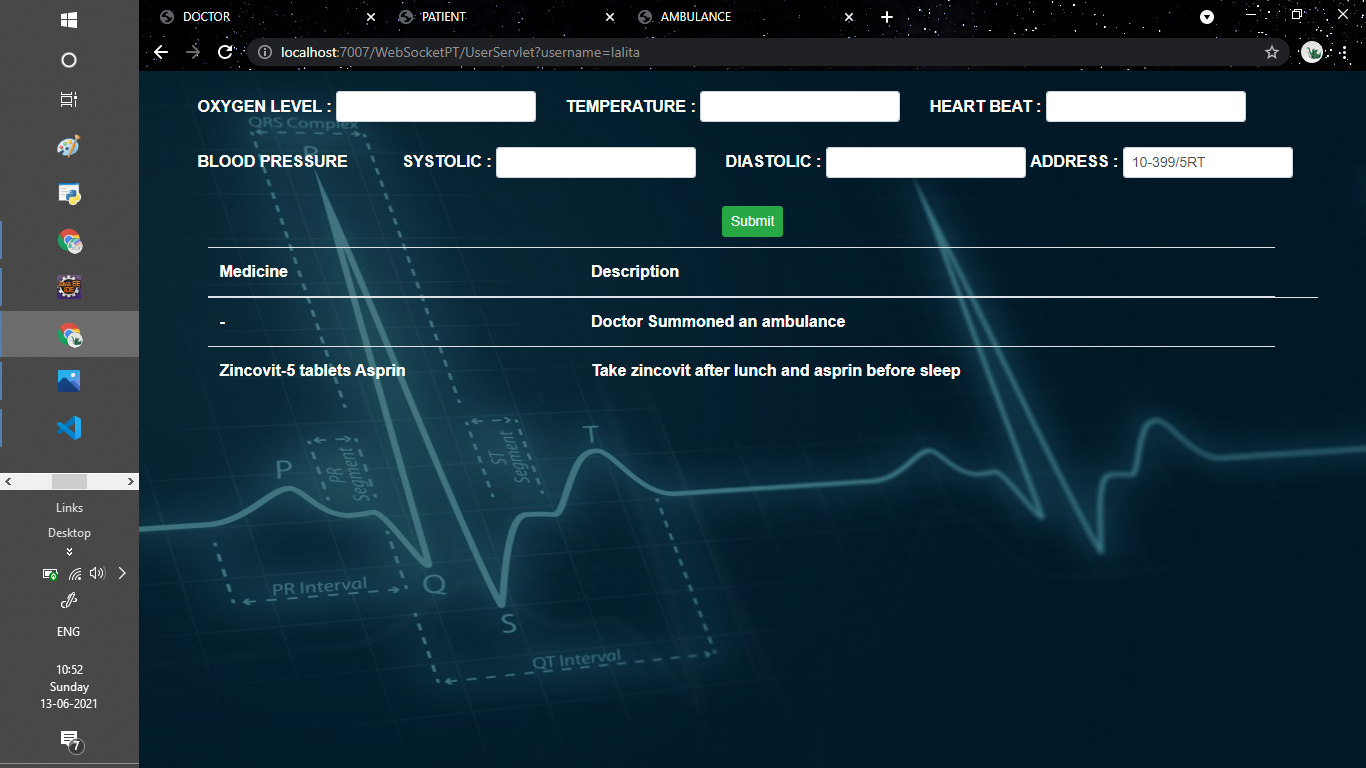 DOCTOR PATIENT AMBULANCE
localhost:7007/WebSocketPT/UserServlet?username=lalita
OXYGEN LEVEL : TEMPERATURE : HEART BEAT :
QRS Complex
R
BLOOD PRESSURE SYSTOLIC : DIASTOLIC : ADDRESS : 10-399/5RT
Submit
Medicine Description
- Doctor Summoned an ambulance
Zincovit-5 tablets Asprin Take zincovit after lunch and asprin before sleep
P
PR Segment
ST Segment
T
PR Interval
Q
S
QT Interval
Links
Desktop
ENG
10:52
Sunday
13-06-2021
7